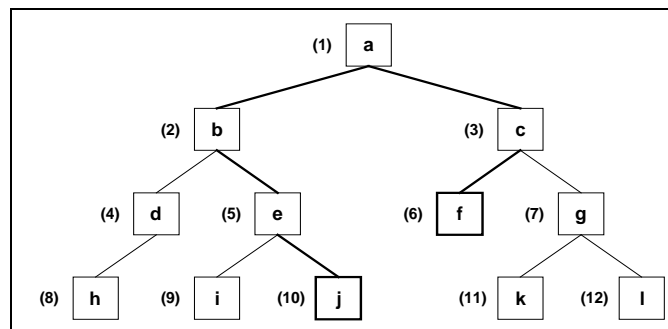 (1) a
(2) b (3) c
(4) d (5) e (6) f (7) g
(8) h (9) i (10) j (11) k (12) l